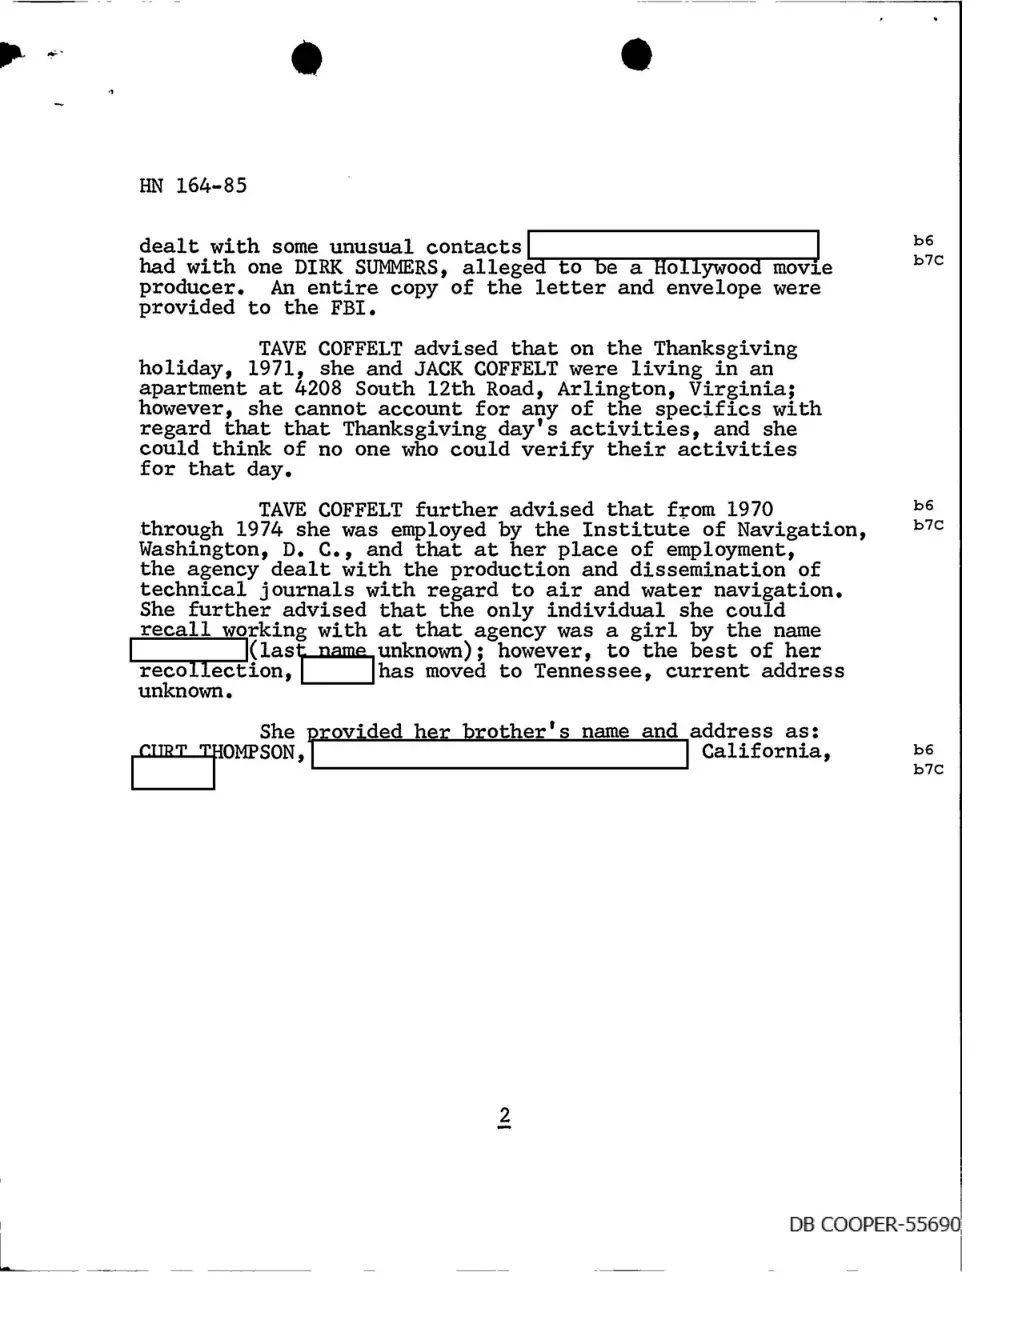 HN 164-85
dealt with some unusual contacts
b6
had with one DIRK SUMMERS, alleged to be a Hollywood movie
b7C
producer. An entire copy of the letter and envelope were
provided to the FBI.
TAVE COFFELT advised that on the Thanksgiving
holiday, 1971, she and JACK COFFELT were living in an
apartment at 4208 South 12th Road, Arlington, Virginia;
however, she cannot account for any of the specifics with
regard that that Thanksgiving day's activities, and she
could think of no one who could verify their activities
for that day.
TAVE COFFELT further advised that from 1970
b6
through 1974 she was employed by the Institute of Navigation,
b7C
Washington, D. C., and that at her place of employment,
the agency dealt with the production and dissemination of
technical journals with regard to air and water navigation.
She further advised that the only individual she could
recall working with at that agency was a girl by the name
(last name unknown); however, to the best of her
recollection, has moved to Tennessee, current address
unknown.
She provided her brother's name and address as:
CURT THOMPSON, California,
b6
b7C
2
DB COOPER-55690